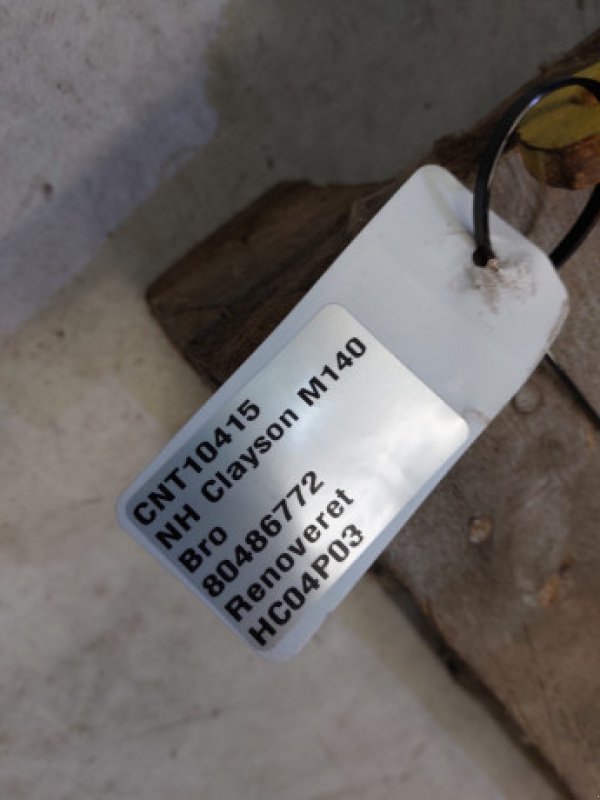 CNT10415
NH Clayson M140
Bro
80486772
Renoveret
HC04P03